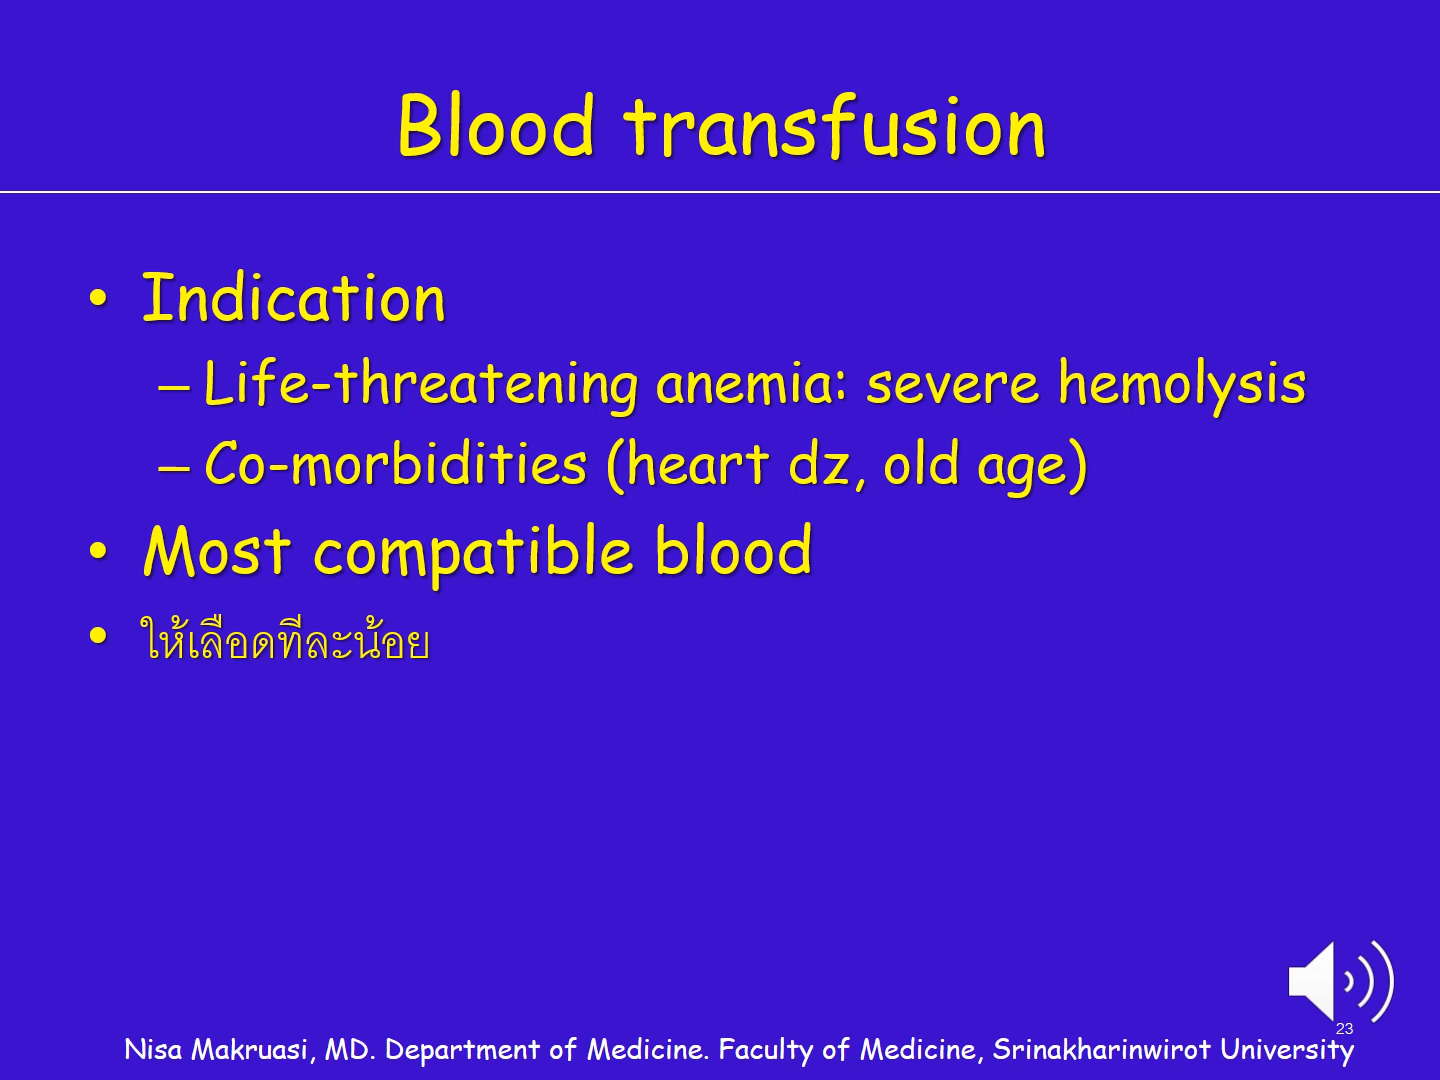 Blood transfusion
• Indication
– Life-threatening anemia: severe hemolysis
– Co-morbidities (heart dz, old age)
• Most compatible blood
• ให้เลือดทีละน้อย
23
Nisa Makruasi, MD. Department of Medicine. Faculty of Medicine, Srinakharinwirot University